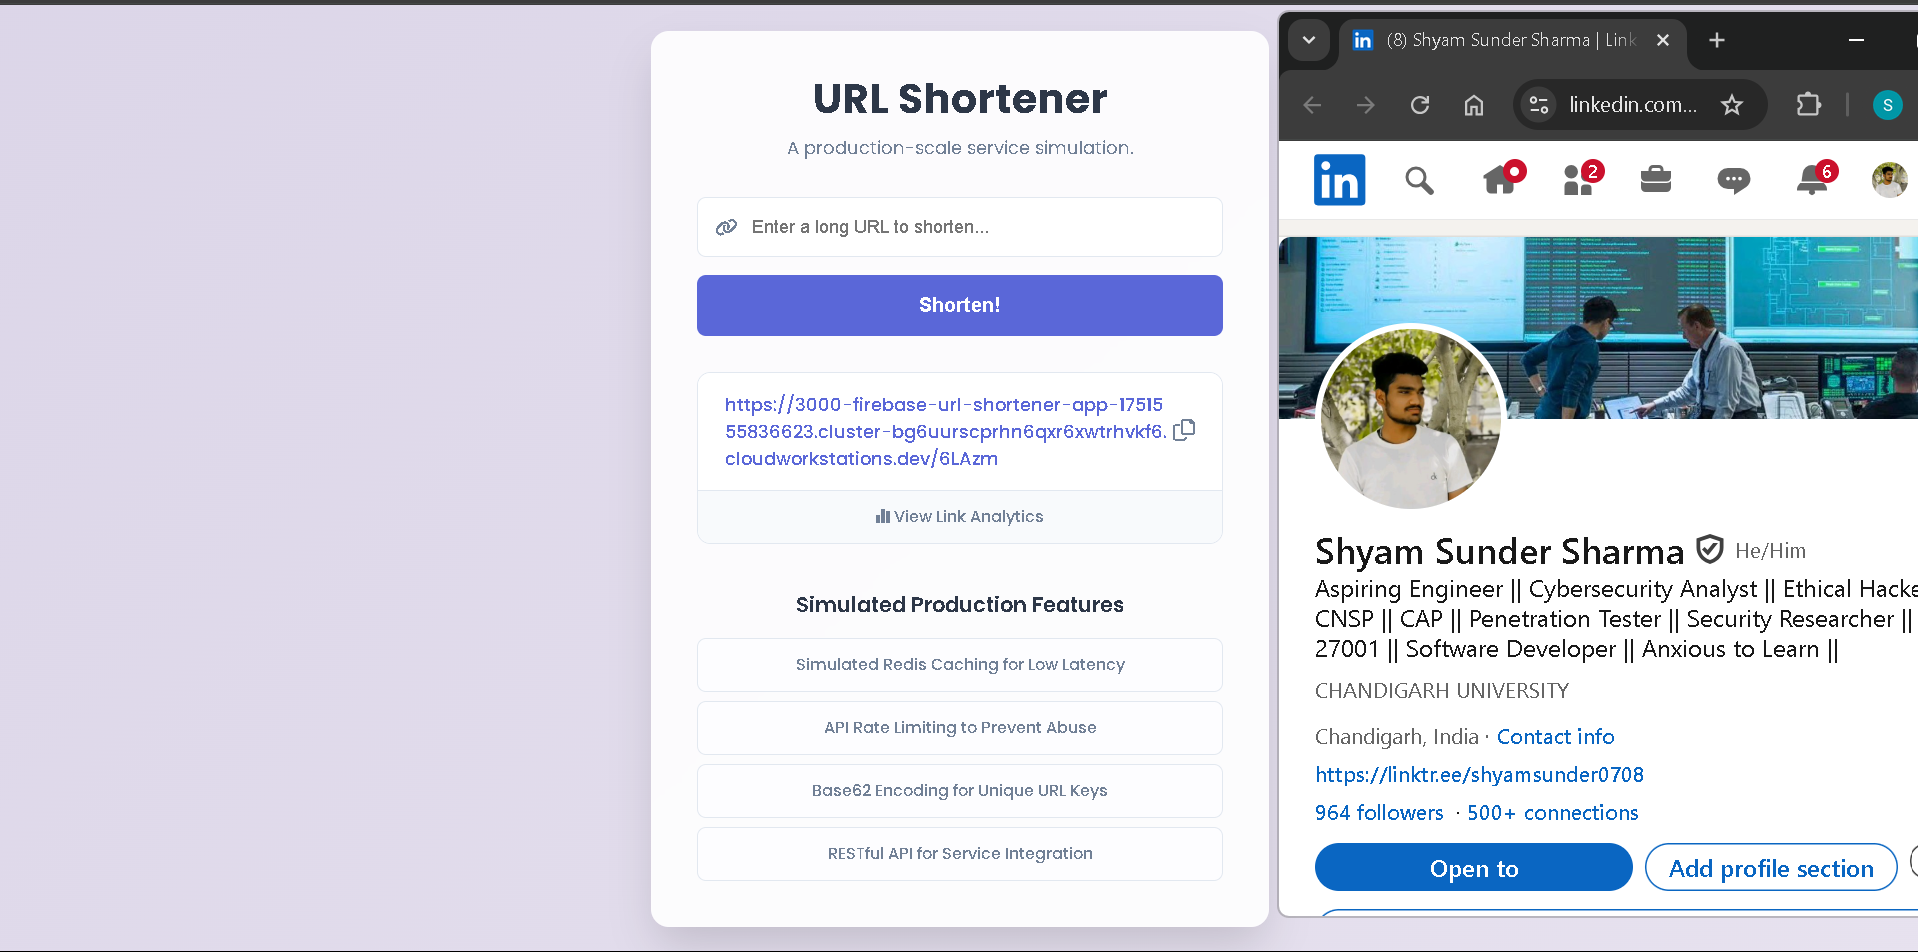 URL Shortener
A production-scale service simulation.
Enter a long URL to shorten...
Shorten!
https://3000-firebase-url-shortener-app-17515
55836623.cluster-bg6uurscprhn6qxr6xwtrhvkf6.
cloudworkstations.dev/6LAzm
View Link Analytics
Simulated Production Features
Simulated Redis Caching for Low Latency
API Rate Limiting to Prevent Abuse
Base62 Encoding for Unique URL Keys
RESTful API for Service Integration
(8) Shyam Sunder Sharma | Link
linkedin.com...
S
in
2
6
Shyam Sunder Sharma He/Him
Aspiring Engineer || Cybersecurity Analyst || Ethical Hacke
CNSP || CAP || Penetration Tester || Security Researcher ||
27001 || Software Developer || Anxious to Learn ||
CHANDIGARH UNIVERSITY
Chandigarh, India · Contact info
https://linktr.ee/shyamsunder0708
964 followers · 500+ connections
Open to
Add profile section